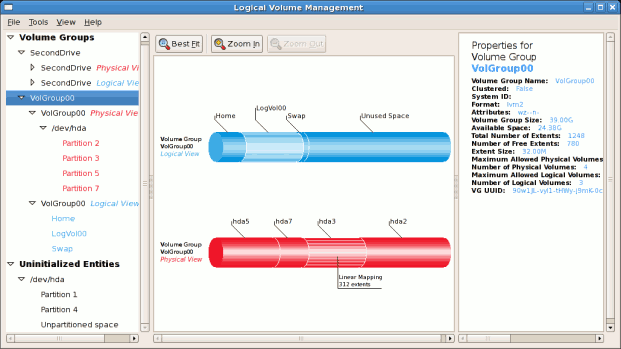 Logical Volume Management
File Tools View Help
Volume Groups
SecondDrive
SecondDrive Physical Vi
SecondDrive Logical Vie
VolGroup00
VolGroup00 Physical Vie
/dev/hda
Partition 2
Partition 3
Partition 5
Partition 7
VolGroup00 Logical View
Home
LogVol00
Swap
Uninitialized Entities
/dev/hda
Partition 1
Partition 4
Unpartitioned space
Best Fit
Zoom In
Zoom Out
Home
LogVol00
Swap
Unused Space
Volume Group
VolGroup00
Logical View
hda5
hda7
hda3
hda2
Volume Group
VolGroup00
Physical View
Linear Mapping
312 extents
Properties for
Volume Group
VolGroup00
Volume Group Name: VolGroup00
Clustered: False
System ID:
Format: lvm2
Attributes: wz--n-
Volume Group Size: 39.00G
Available Space: 24.38G
Total Number of Extents: 1248
Number of Free Extents: 780
Extent Size: 32.00M
Maximum Allowed Physical Volumes
Number of Physical Volumes: 4
Maximum Allowed Logical Volumes:
Number of Logical Volumes: 3
VG UUID: